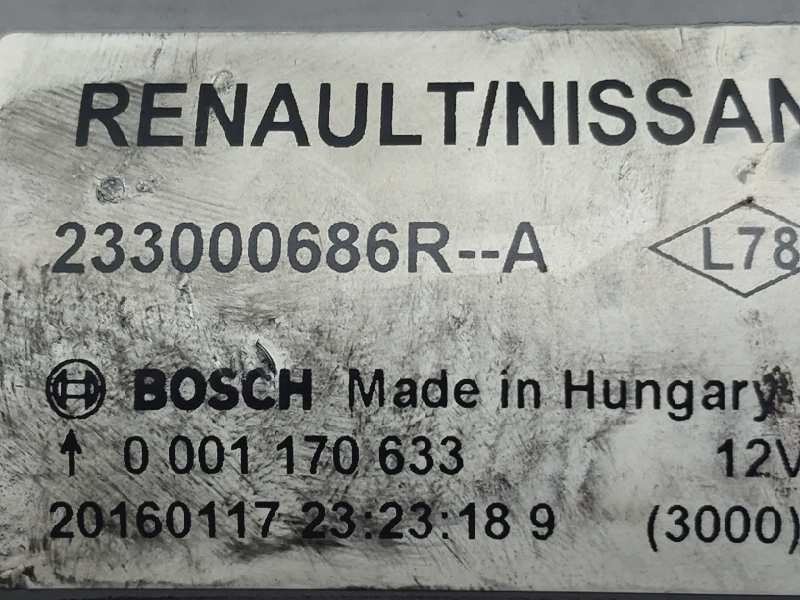 RENAULT/NISSAN
233000686R--A L78
BOSCH Made in Hungary
↑ 0 001 170 633 12V
20160117 23:23:18 9 (3000)